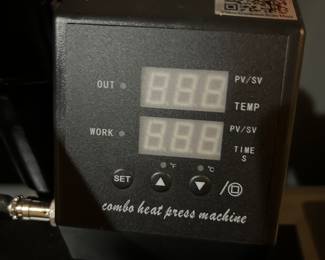 OUT PV/SV
TEMP
WORK PV/SV
TIME
S
°F °C
SET
combo heat press machine